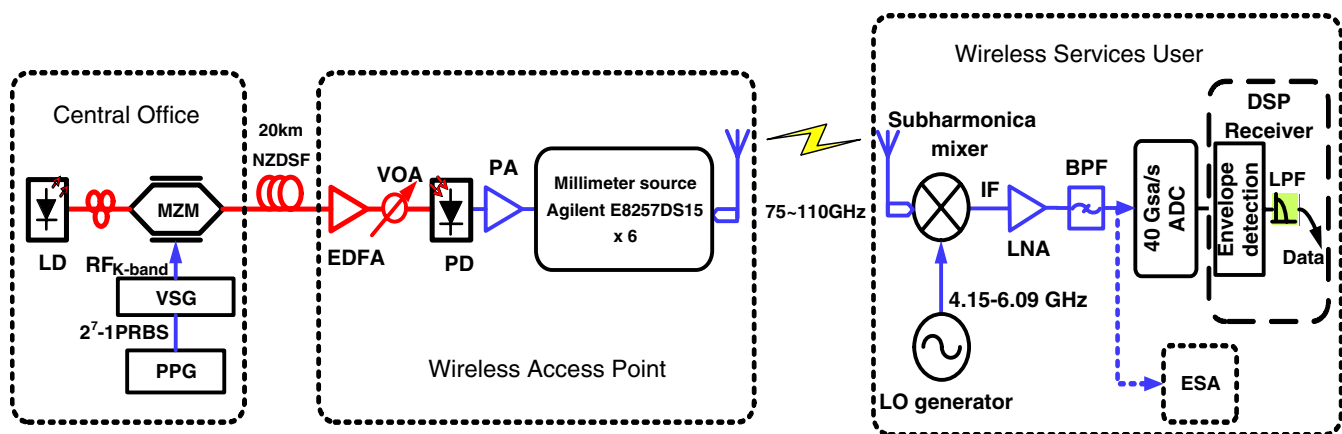 Central Office
LD
MZM
RFK-band
VSG
2⁷-1PRBS
PPG
20km
NZDSF
EDFA
VOA
PD
PA
Millimeter source
Agilent E8257DS15
x 6
Wireless Access Point
75~110GHz
Wireless Services User
Subharmonica
mixer
IF
LNA
BPF
4.15-6.09 GHz
LO generator
40 Gsa/s
ADC
DSP
Receiver
Envelope
detection
LPF
Data
ESA